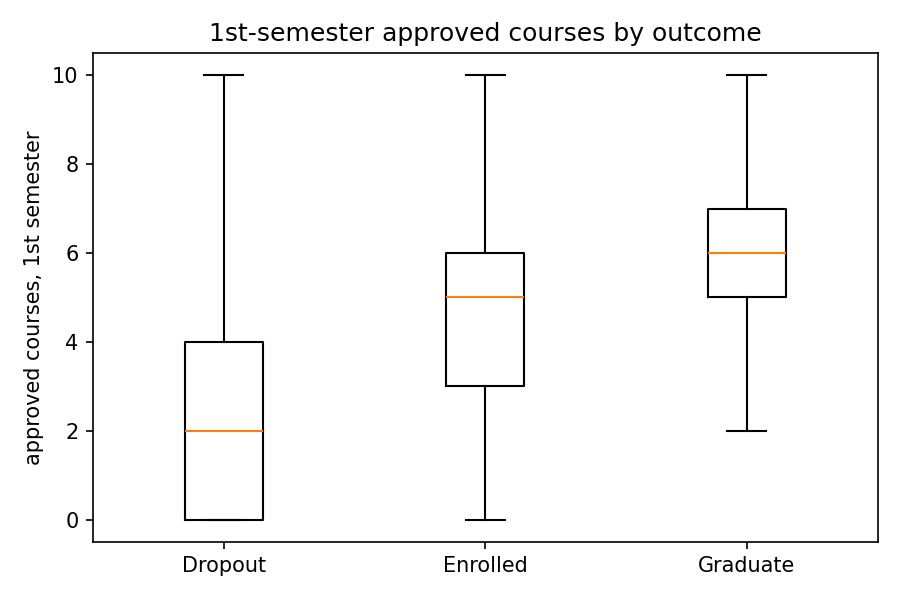 1st-semester approved courses by outcome
approved courses, 1st semester
10
8
6
4
2
0
Dropout
Enrolled
Graduate